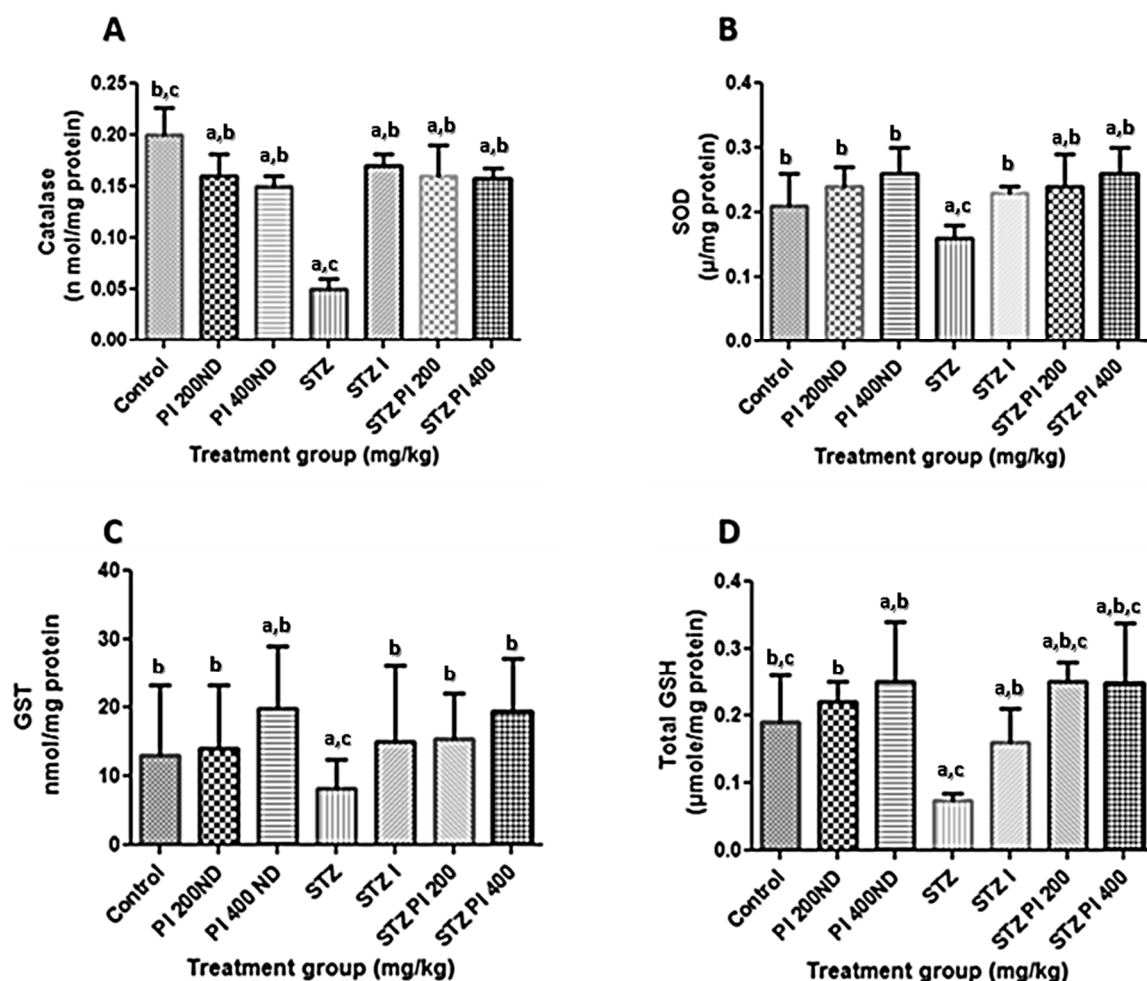 A
Catalase
(n mol/mg protein)
0.25
0.20
0.15
0.10
0.05
0.00
b,c
a,b
a,b
a,c
a,b
a,b
a,b
Control
PI 200ND
PI 400ND
STZ
STZ I
STZ PI 200
STZ PI 400
Treatment group (mg/kg)
B
SOD
(μ/mg protein)
0.4
0.3
0.2
0.1
0.0
b
b
b
a,c
b
a,b
a,b
Control
PI 200ND
PI 400ND
STZ
STZ I
STZ PI 200
STZ PI 400
Treatment group (mg/kg)
C
GST
nmol/mg protein
40
30
20
10
0
b
b
a,b
a,c
b
b
b
Control
PI 200ND
PI 400 ND
STZ
STZ I
STZ PI 200
STZ PI 400
Treatment group (mg/kg)
D
Total GSH
(μmole/mg protein)
0.4
0.3
0.2
0.1
0.0
b,c
b
a,b
a,c
a,b
a,b,c
a,b,c
Control
PI 200ND
PI 400ND
STZ
STZ I
STZ PI 200
STZ PI 400
Treatment group (mg/kg)